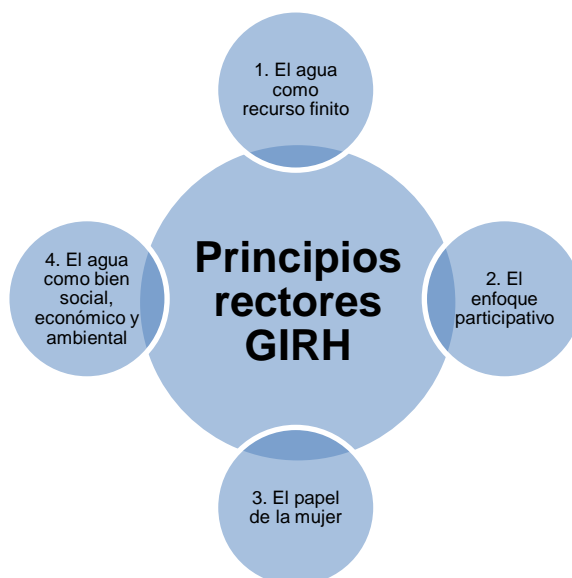 1. El agua
como
recurso finito
Principios
rectores
GIRH
2. El
enfoque
participativo
3. El papel
de la mujer
4. El agua
como bien
social,
económico y
ambiental